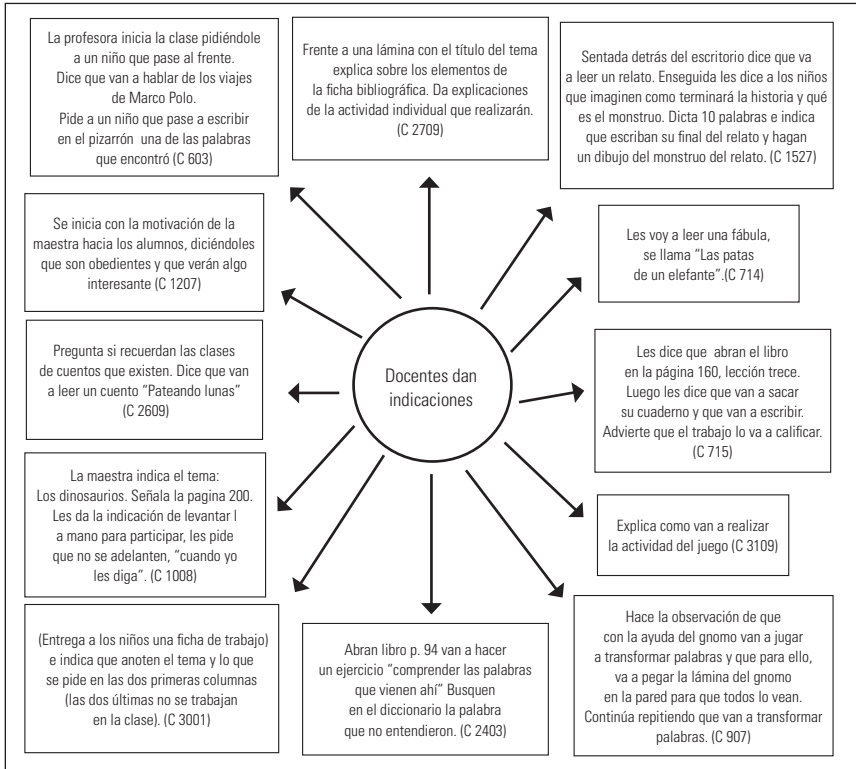 La profesora inicia la clase pidiéndole
a un niño que pase al frente.
Dice que van a hablar de los viajes
de Marco Polo.
Pide a un niño que pase a escribir
en el pizarrón una de las palabras
que encontró (C 603)
Frente a una lámina con el título del tema
explica sobre los elementos de
la ficha bibliográfica. Da explicaciones
de la actividad individual que realizarán.
(C 2709)
Sentada detrás del escritorio dice que va
a leer un relato. Enseguida les dice a los niños
que imaginen como terminará la historia y qué
es el monstruo. Dicta 10 palabras e indica
que escriban su final del relato y hagan
un dibujo del monstruo del relato. (C 1527)
Se inicia con la motivación de la
maestra hacia los alumnos, diciéndoles
que son obedientes y que verán algo
interesante (C 1207)
Les voy a leer una fábula,
se llama "Las patas
de un elefante".(C 714)
Pregunta si recuerdan las clases
de cuentos que existen. Dice que van
a leer un cuento "Pateando lunas"
(C 2609)
Docentes dan
indicaciones
Les dice que abran el libro
en la página 160, lección trece.
Luego les dice que van a sacar
su cuaderno y que van a escribir.
Advierte que el trabajo lo va a calificar.
(C 715)
La maestra indica el tema:
Los dinosaurios. Señala la pagina 200.
Les da la indicación de levantar l
a mano para participar, les pide
que no se adelanten, "cuando yo
les diga". (C 1008)
Explica como van a realizar
la actividad del juego (C 3109)
(Entrega a los niños una ficha de trabajo)
e indica que anoten el tema y lo que
se pide en las dos primeras columnas
(las dos últimas no se trabajan
en la clase). (C 3001)
Abran libro p. 94 van a hacer
un ejercicio "comprender las palabras
que vienen ahí" Busquen
en el diccionario la palabra
que no entendieron. (C 2403)
Hace la observación de que
con la ayuda del gnomo van a jugar
a transformar palabras y que para ello,
va a pegar la lámina del gnomo
en la pared para que todos lo vean.
Continúa repitiendo que van a transformar
palabras. (C 907)